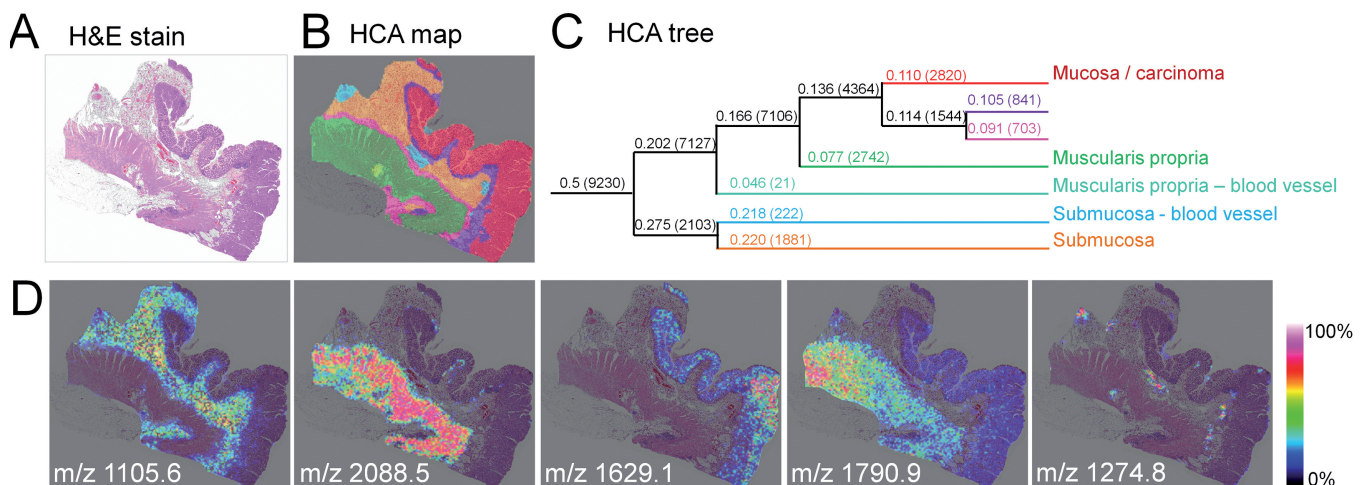 A H&E stain
B HCA map
C HCA tree
0.5 (9230)
0.202 (7127)
0.166 (7106)
0.136 (4364)
0.110 (2820)
Mucosa / carcinoma
0.114 (1544)
0.105 (841)
0.091 (703)
0.077 (2742)
Muscularis propria
0.046 (21)
Muscularis propria – blood vessel
0.275 (2103)
0.218 (222)
Submucosa - blood vessel
0.220 (1881)
Submucosa
D
m/z 1105.6
m/z 2088.5
m/z 1629.1
m/z 1790.9
m/z 1274.8
100%
0%